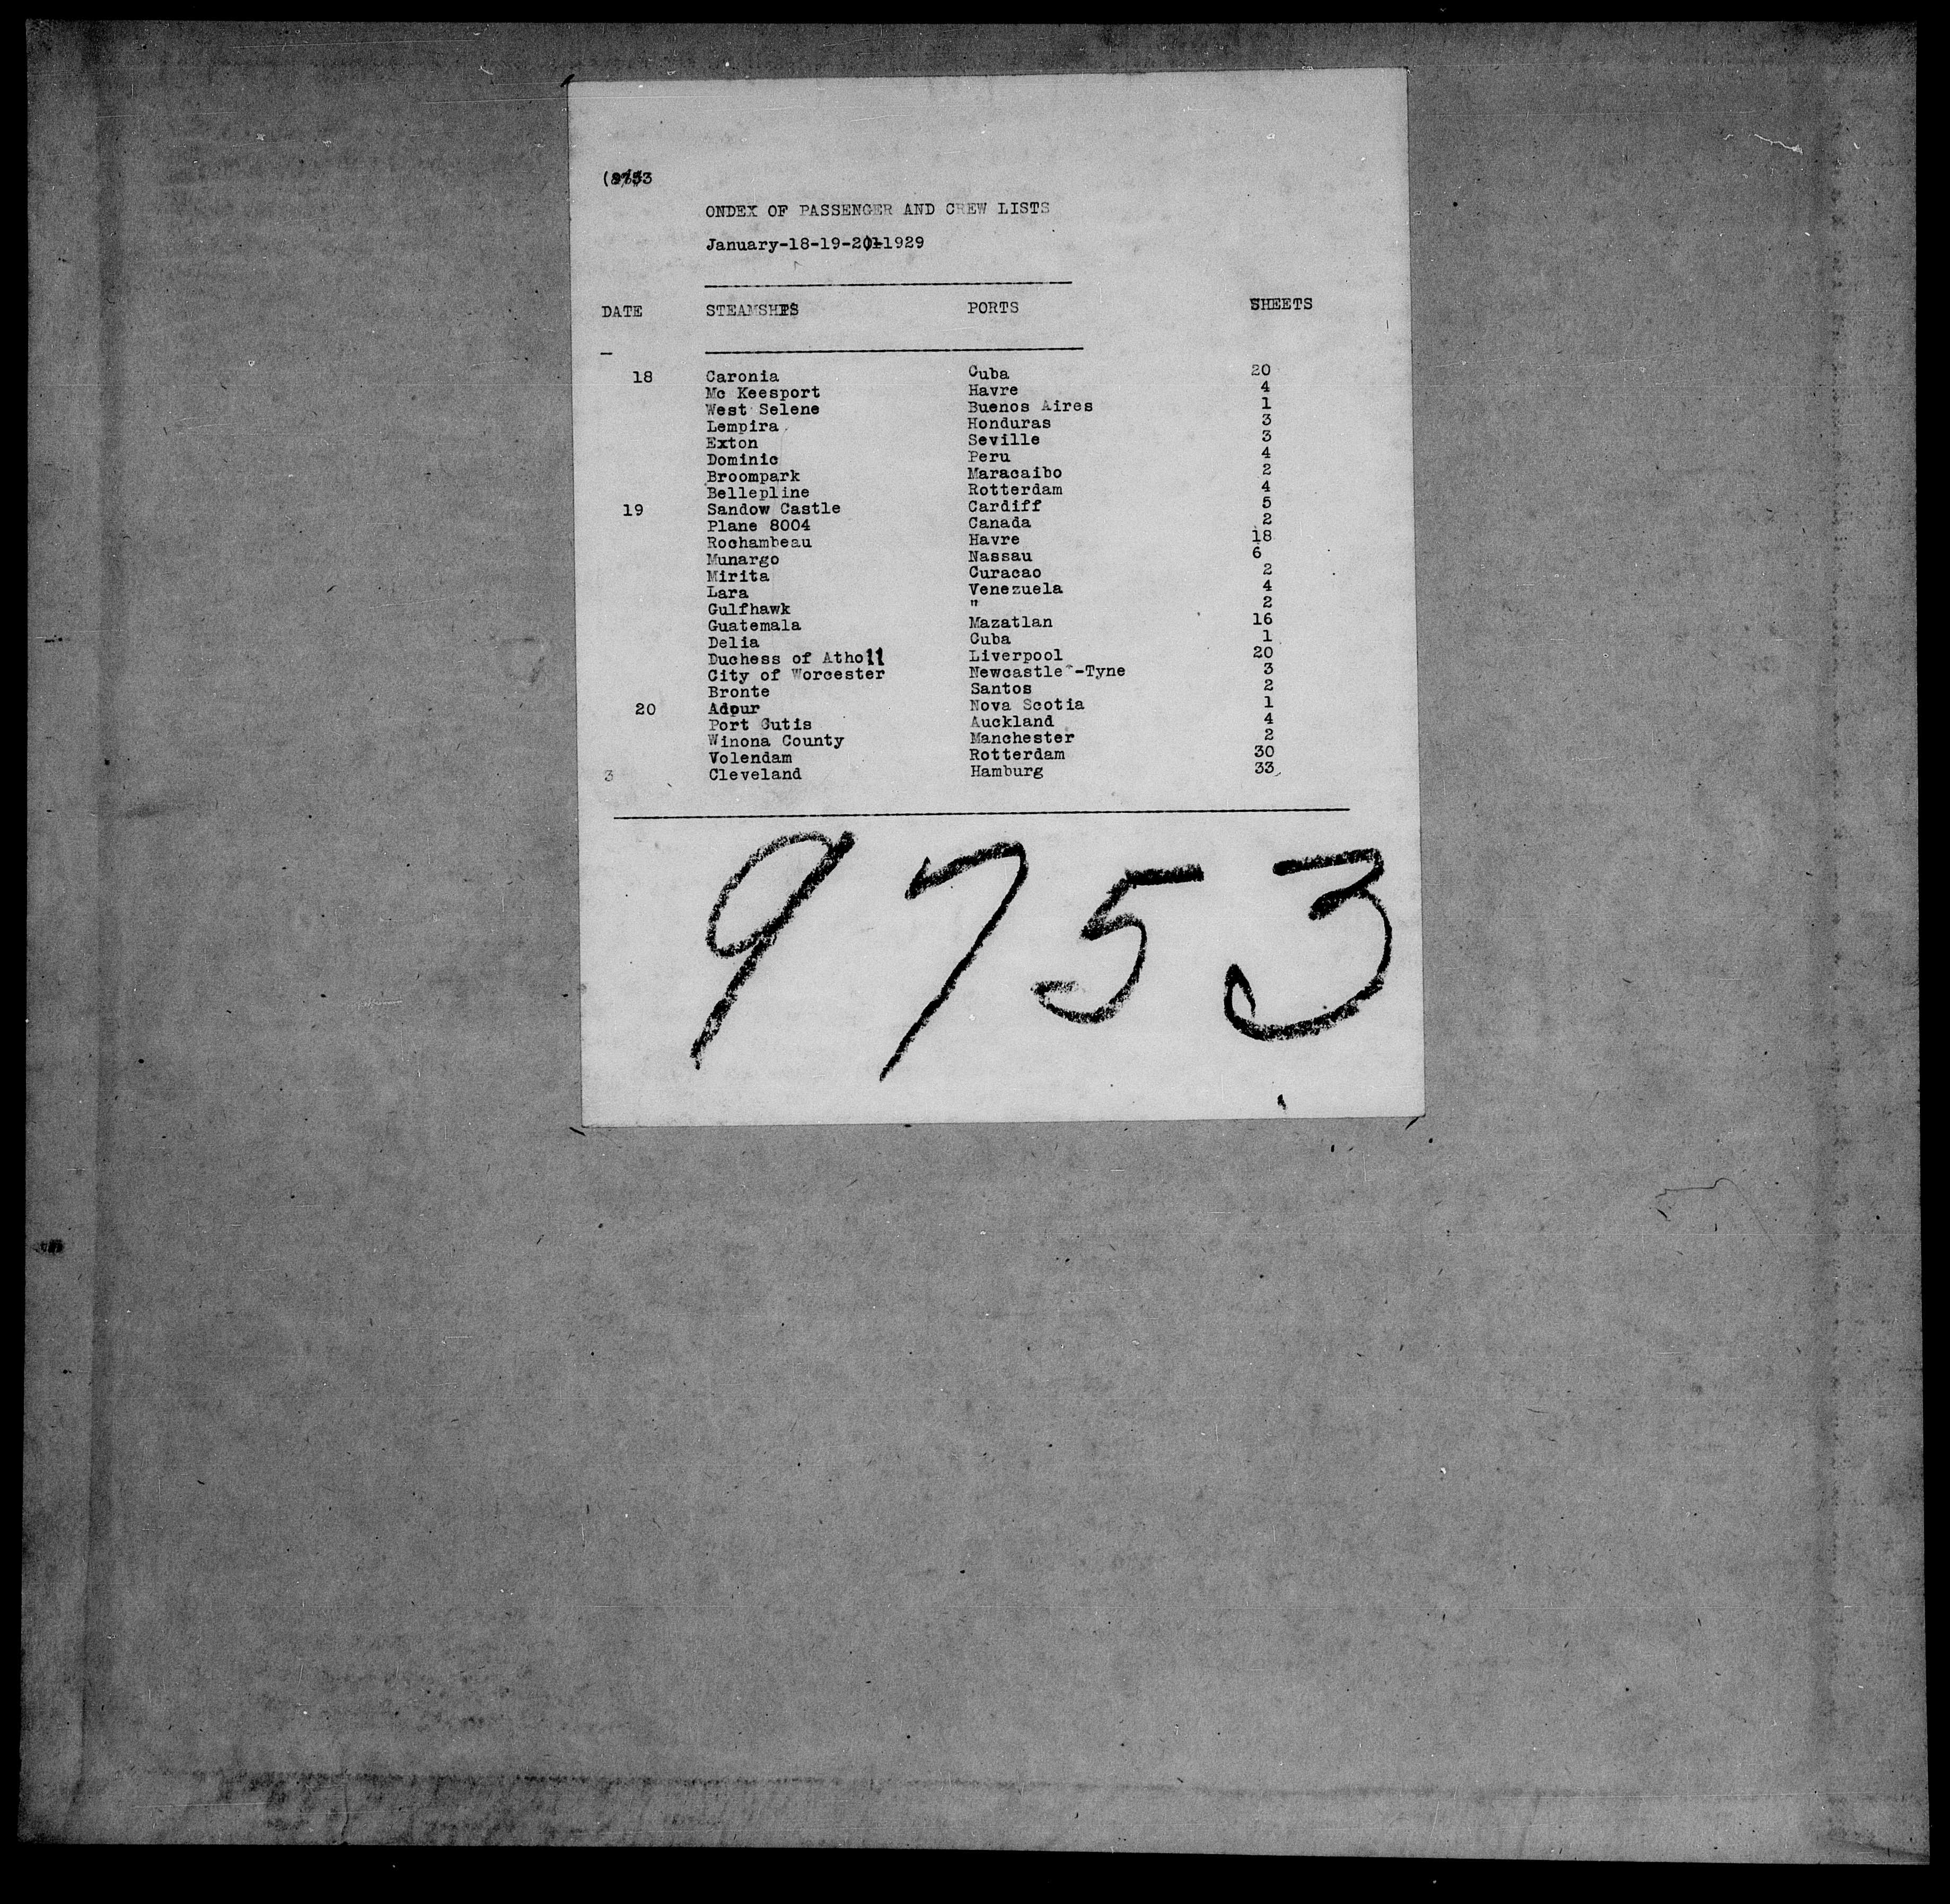 (9753
ONDEX OF PASSENGER AND CREW LISTS
January-18-19-20-1929
DATE STEAMSHIPS PORTS SHEETS
18 Caronia Cuba 20
Mc Keesport Havre 4
West Selene Buenos Aires 1
Lempira Honduras 3
Exton Seville 3
Dominic Peru 4
Broompark Maracaibo 2
Bellepline Rotterdam 4
19 Sandow Castle Cardiff 5
Plane 8004 Canada 2
Rochambeau Havre 18
Munargo Nassau 6
Mirita Curacao 2
Lara Venezuela 4
Gulfhawk " 2
Guatemala Mazatlan 16
Delia Cuba 1
Duchess of Atholl Liverpool 20
City of Worcester Newcastle -Tyne 3
Bronte Santos 2
20 Adour Nova Scotia 1
Port Cutis Auckland 4
Winona County Manchester 2
Volendam Rotterdam 30
3 Cleveland Hamburg 33
9753